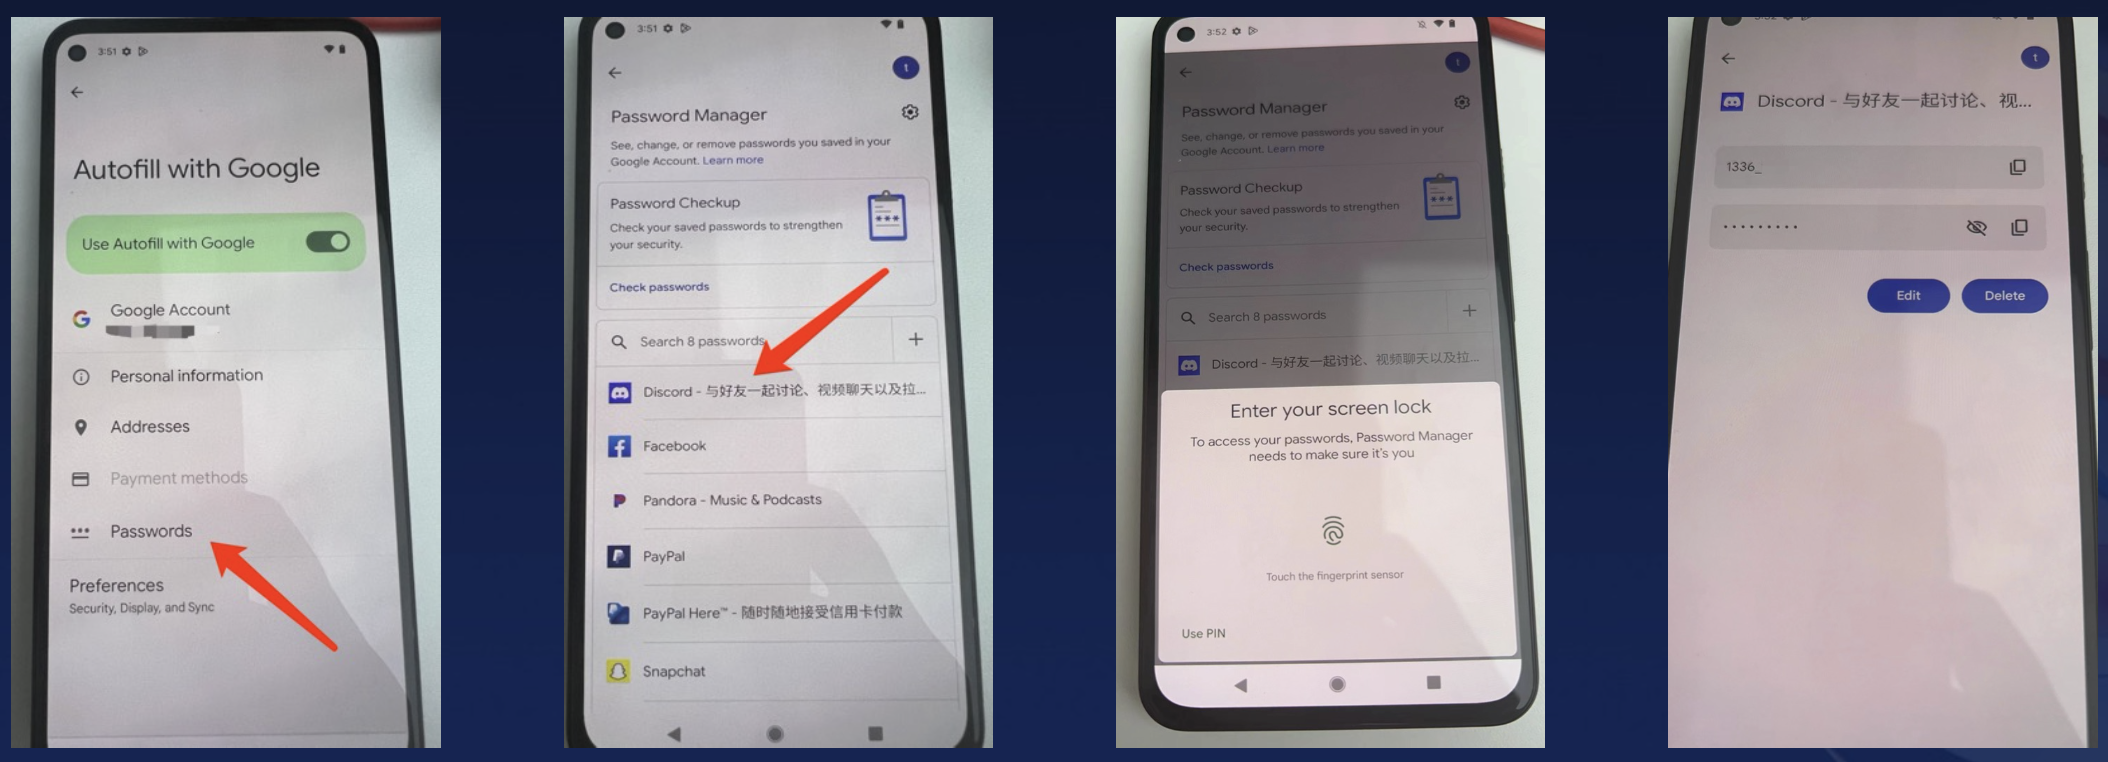 3:51
Autofill with Google
Use Autofill with Google
Google Account
Personal information
Addresses
Payment methods
Passwords
Preferences
Security, Display, and Sync
3:51
t
Password Manager
See, change, or remove passwords you saved in your
Google Account. Learn more
Password Checkup
Check your saved passwords to strengthen
your security.
***
Check passwords
Search 8 passwords
Discord - 与好友一起讨论、视频聊天以及拉...
Facebook
Pandora - Music & Podcasts
PayPal
PayPal Here™ - 随时随地接受信用卡付款
Snapchat
3:52
t
Password Manager
See, change, or remove passwords you saved in your
Google Account. Learn more
Password Checkup
Check your saved passwords to strengthen
your security.
***
Check passwords
Search 8 passwords
Discord - 与好友一起讨论、视频聊天以及拉...
Enter your screen lock
To access your passwords, Password Manager
needs to make sure it's you
Touch the fingerprint sensor
Use PIN
t
Discord - 与好友一起讨论、视...
1336_
•••••••••
Edit
Delete